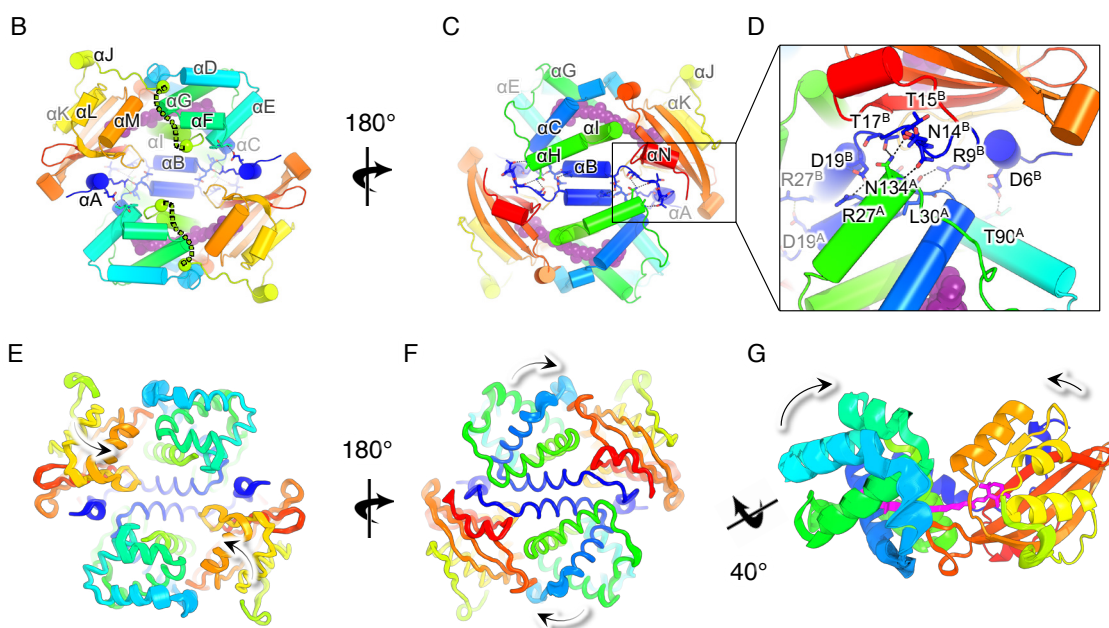 B
αJ
αD
αG
αE
αK
αL
αM
αF
αI
αC
αB
αA
180°
C
αG
αE
αJ
αK
αC
αI
αH
αB
αN
αA
D
T15ᴮ
T17ᴮ
N14ᴮ
D19ᴮ
R9ᴮ
R27ᴮ
D6ᴮ
N134ᴬ
R27ᴬ
L30ᴬ
D19ᴬ
T90ᴬ
E
180°
F
G
40°